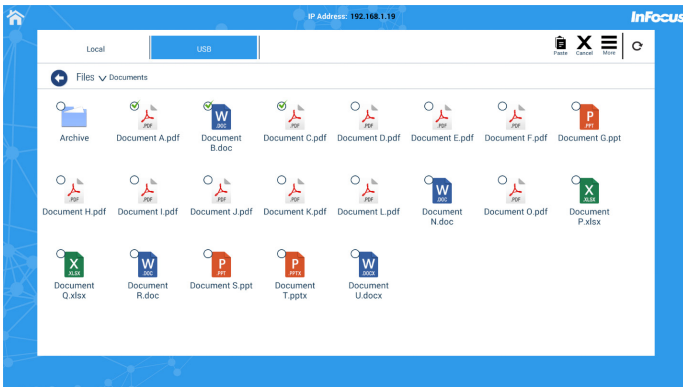 IP Address: 192.168.1.19
InFocus
Local
USB
Paste
Cancel
More
Files
Documents
Archive
.PDF
Document A.pdf
W
.DOC
Document
B.doc
.PDF
Document C.pdf
.PDF
Document D.pdf
.PDF
Document E.pdf
.PDF
Document F.pdf
P
.PPT
Document G.ppt
.PDF
Document H.pdf
.PDF
Document I.pdf
.PDF
Document J.pdf
.PDF
Document K.pdf
.PDF
Document L.pdf
W
.DOC
Document
N.doc
.PDF
Document O.pdf
X
.XLSX
Document
P.xlsx
X
.XLSX
Document
Q.xlsx
W
.DOC
Document
R.doc
P
.PPT
Document S.ppt
P
.PPTX
Document
T.pptx
W
.DOCX
Document
U.docx